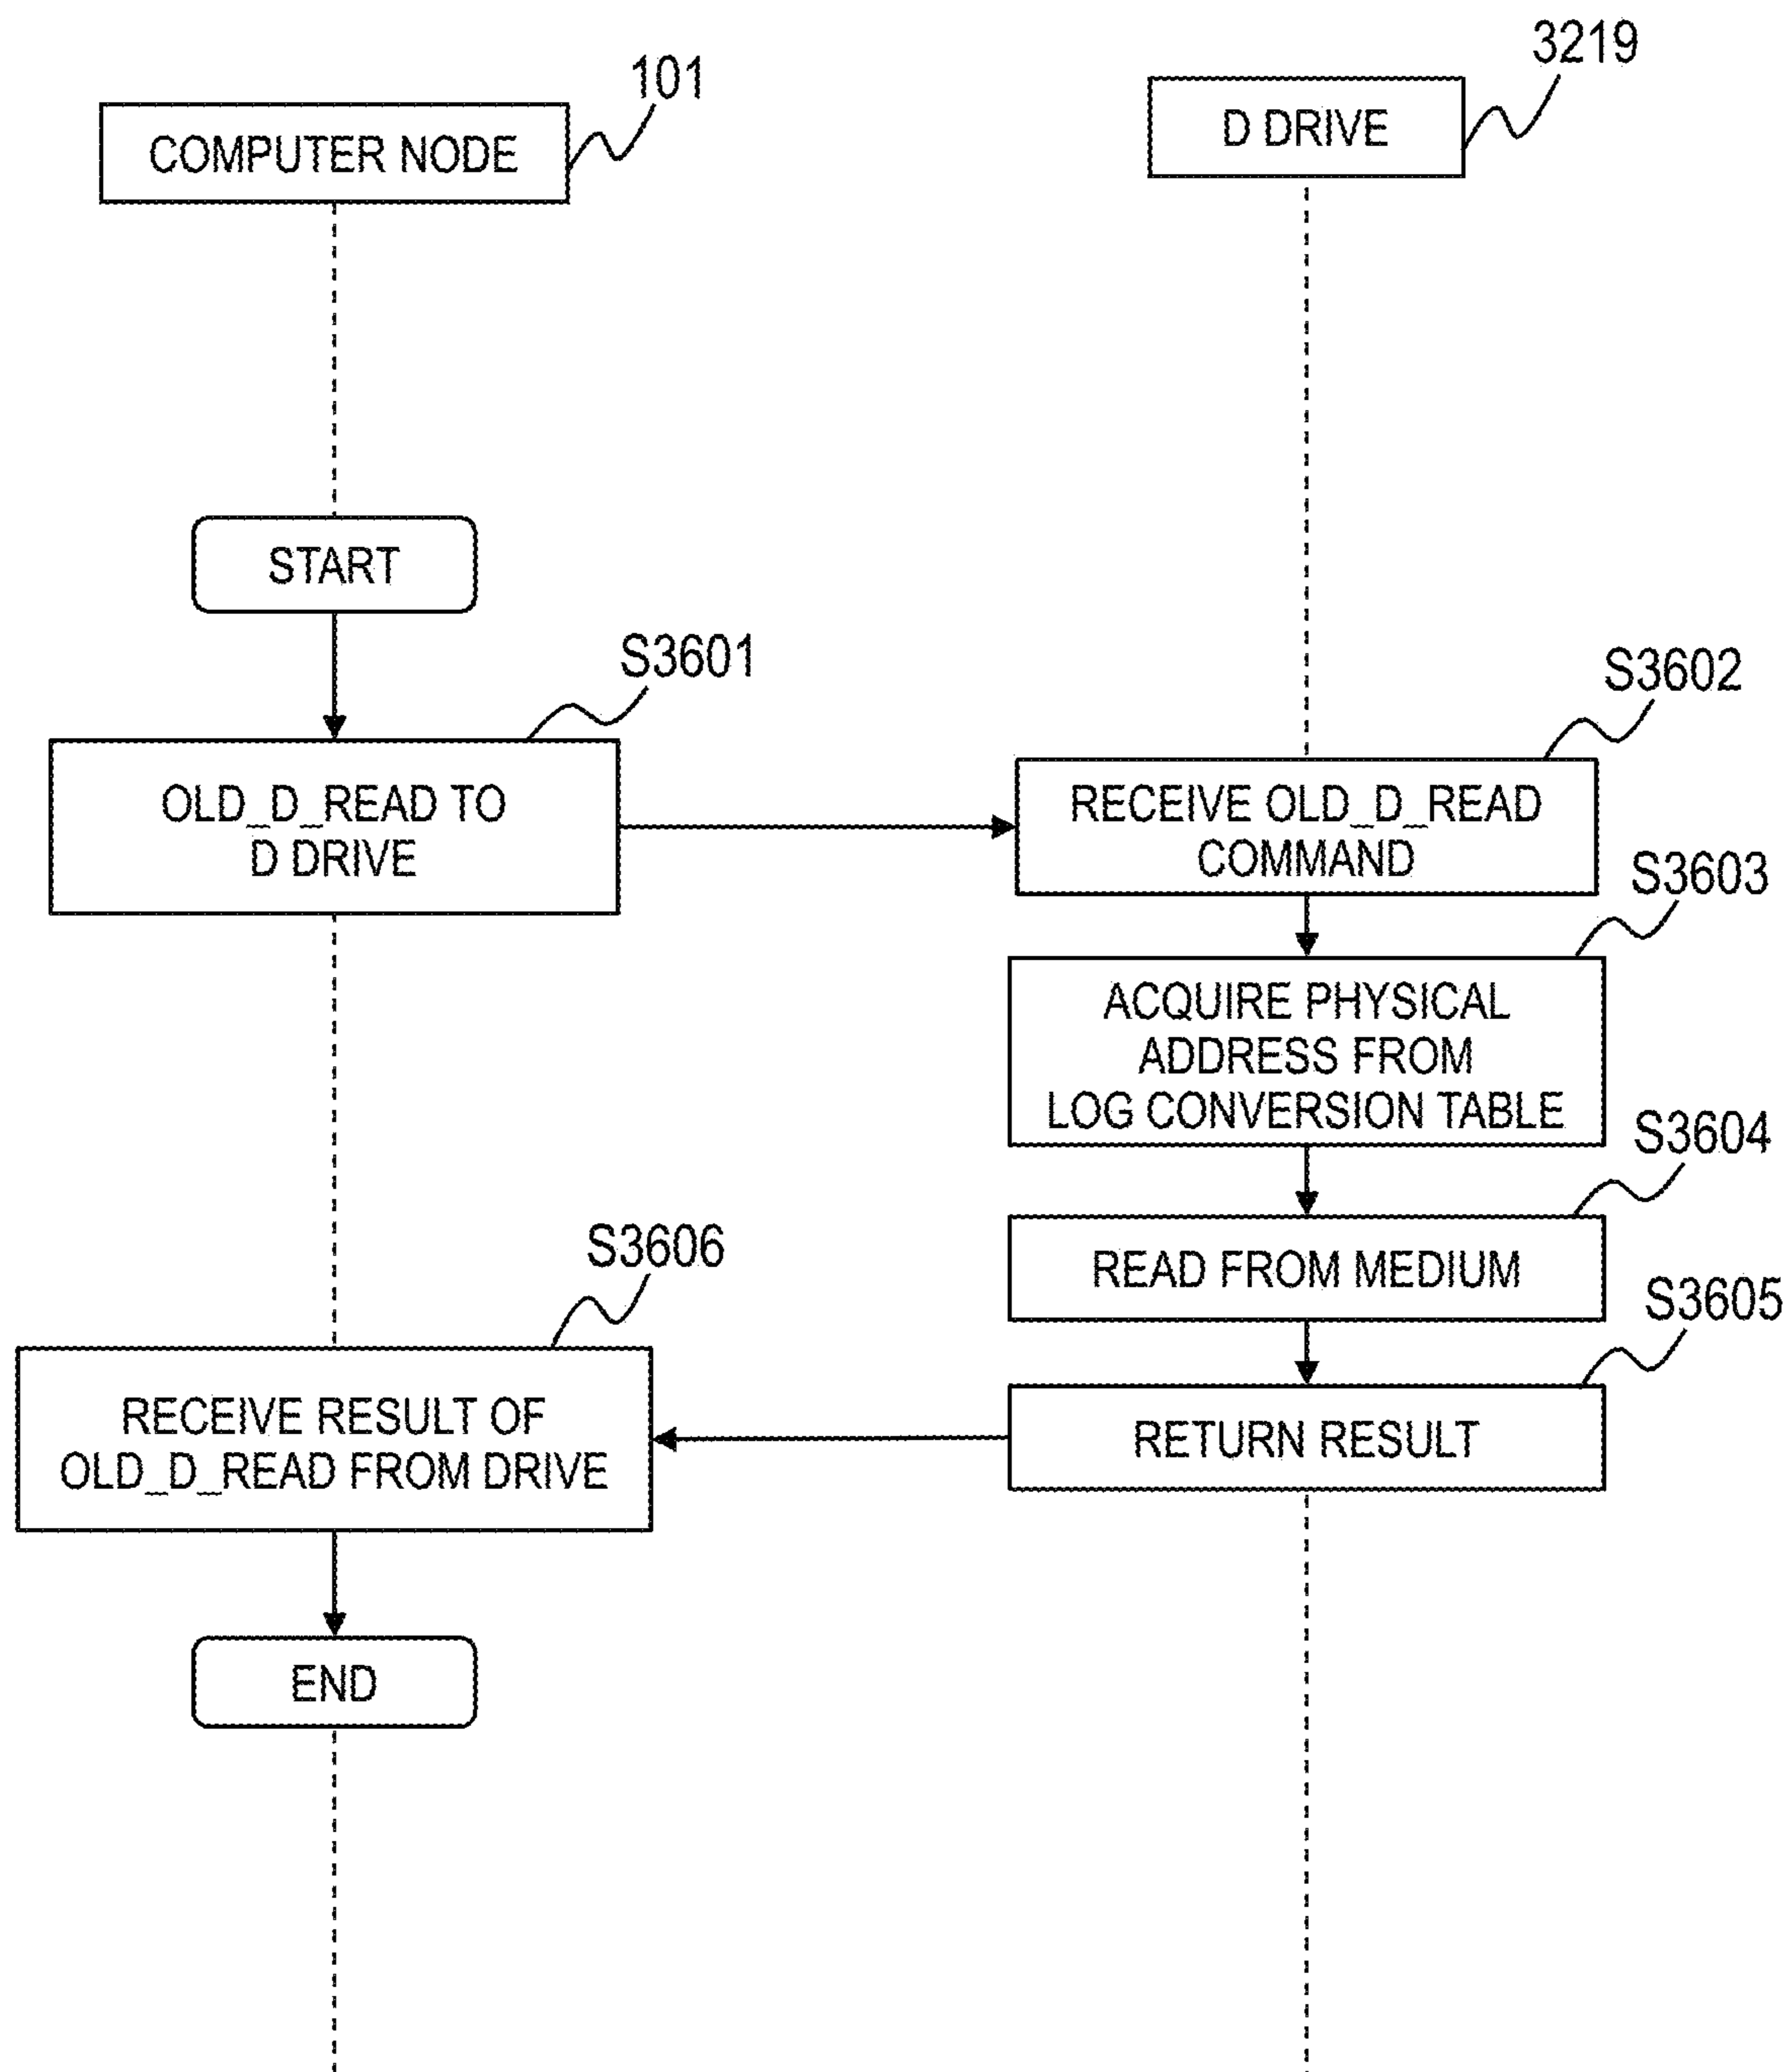 101
COMPUTER NODE
3219
D DRIVE
START
S3601
OLD_D_READ TO
D DRIVE
S3602
RECEIVE OLD_D_READ
COMMAND
S3603
ACQUIRE PHYSICAL
ADDRESS FROM
LOG CONVERSION TABLE
S3604
READ FROM MEDIUM
S3605
RETURN RESULT
S3606
RECEIVE RESULT OF
OLD_D_READ FROM DRIVE
END